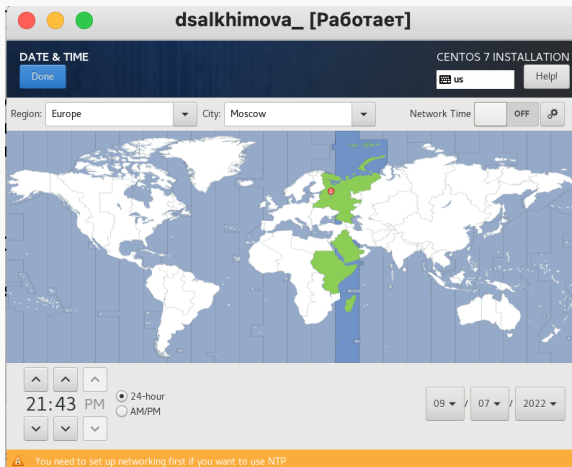 dsalkhimova_ [Работает]
DATE & TIME
CENTOS 7 INSTALLATION
Done
us
Help!
Region: Europe City: Moscow Network Time OFF
21:43 PM
24-hour
AM/PM
09 / 07 / 2022
You need to set up networking first if you want to use NTP